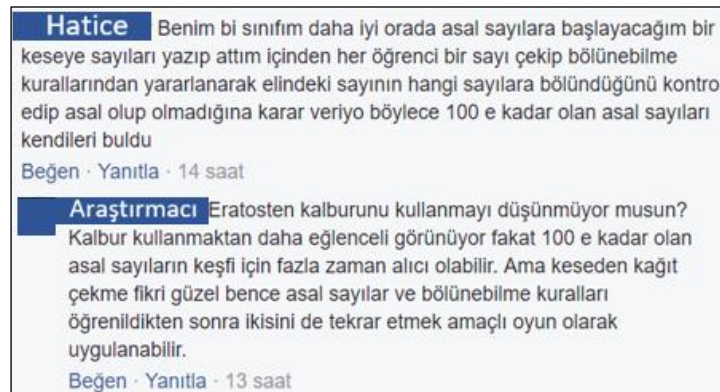 Hatice Benim bi sınıfım daha iyi orada asal sayılara başlayacağım bir
keseye sayıları yazıp attım içinden her öğrenci bir sayı çekip bölünebilme
kurallarından yararlanarak elindeki sayının hangi sayılara bölündüğünü kontro
edip asal olup olmadığına karar veriyo böylece 100 e kadar olan asal sayıları
kendileri buldu
Beğen · Yanıtla · 14 saat
Araştırmacı Eratosten kalburunu kullanmayı düşünmüyor musun?
Kalbur kullanmaktan daha eğlenceli görünüyor fakat 100 e kadar olan
asal sayıların keşfi için fazla zaman alıcı olabilir. Ama keseden kağıt
çekme fikri güzel bence asal sayılar ve bölünebilme kuralları
öğrenildikten sonra ikisini de tekrar etmek amaçlı oyun olarak
uygulanabilir.
Beğen · Yanıtla · 13 saat